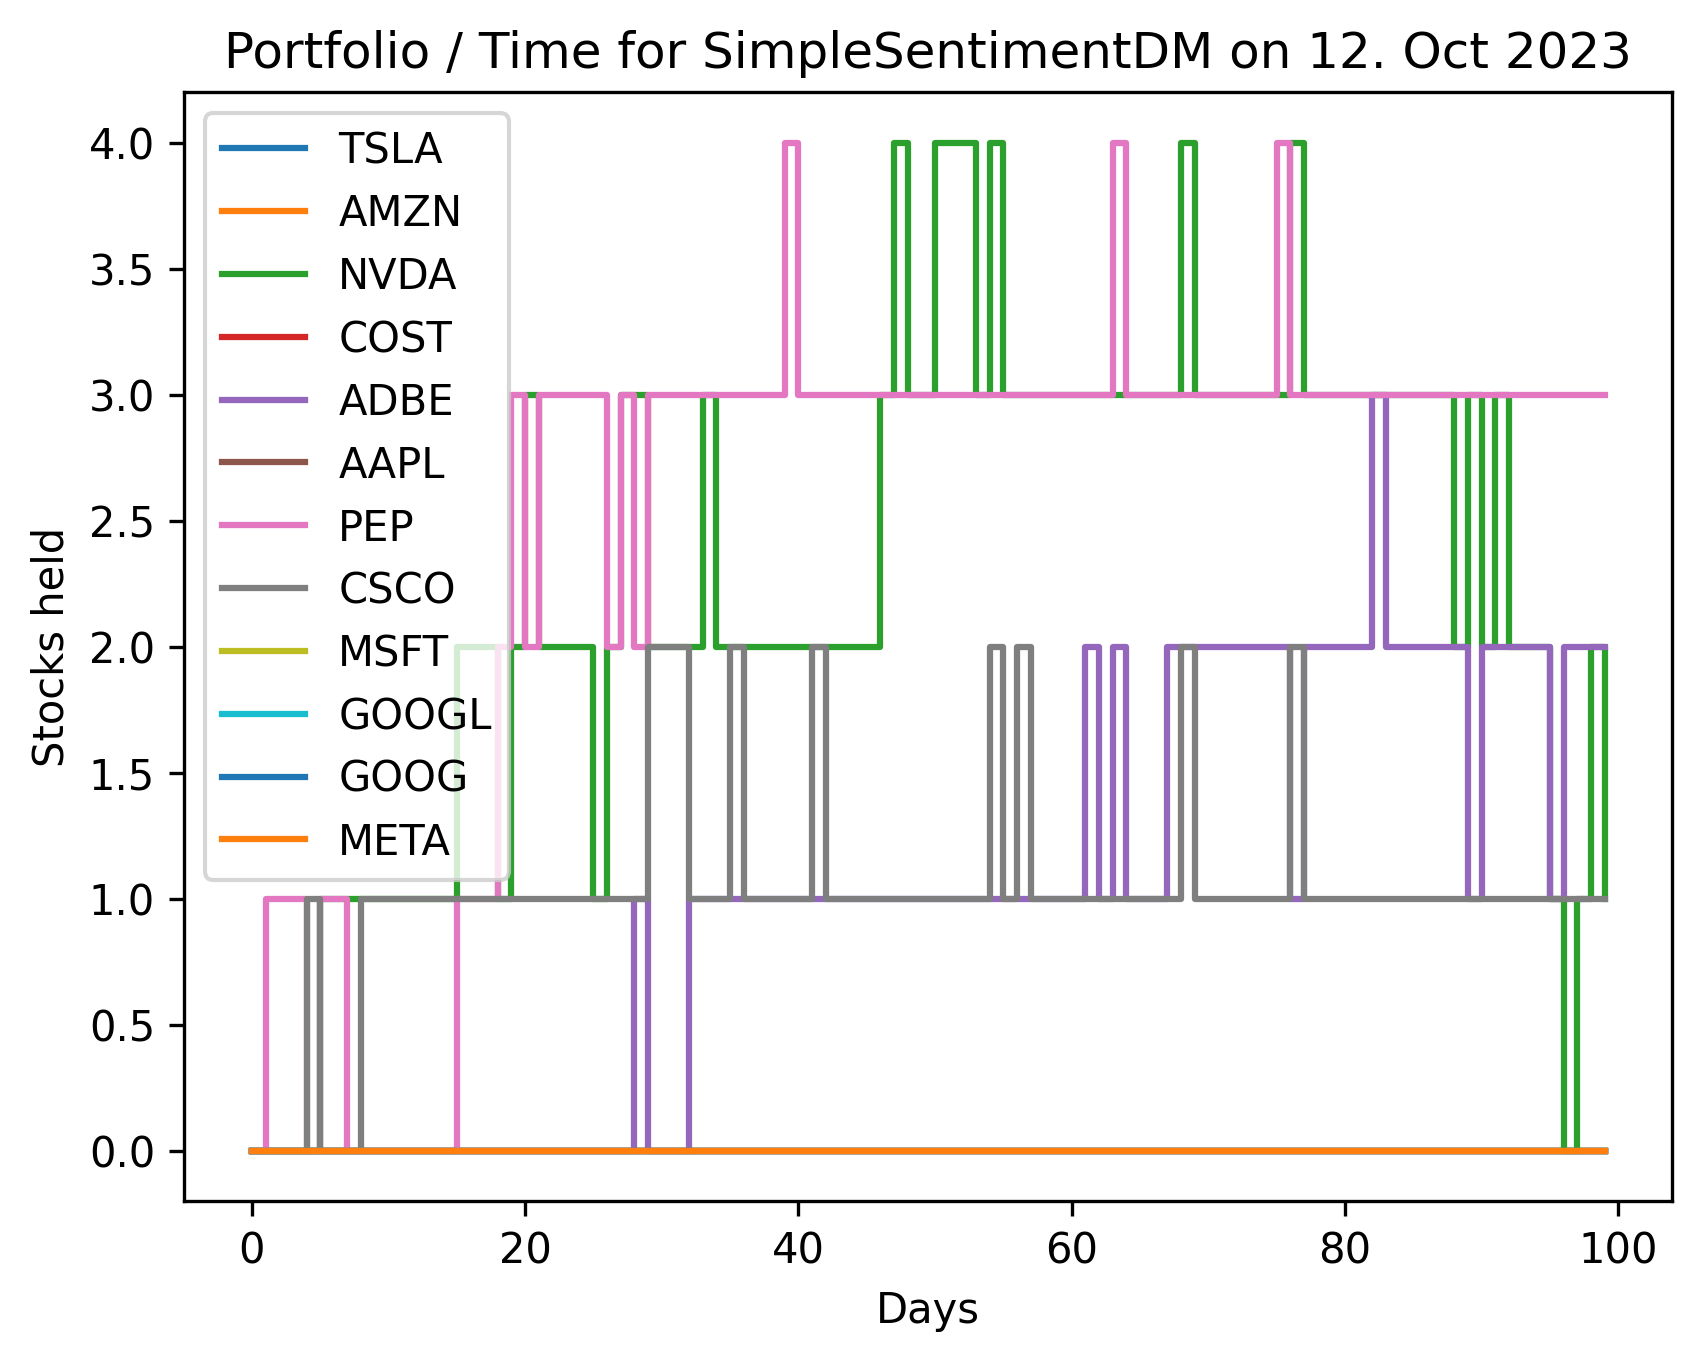 Portfolio / Time for SimpleSentimentDM on 12. Oct 2023
4.0
3.5
3.0
2.5
2.0
1.5
1.0
0.5
0.0
Stocks held
TSLA
AMZN
NVDA
COST
ADBE
AAPL
PEP
CSCO
MSFT
GOOGL
GOOG
META
0 20 40 60 80 100
Days